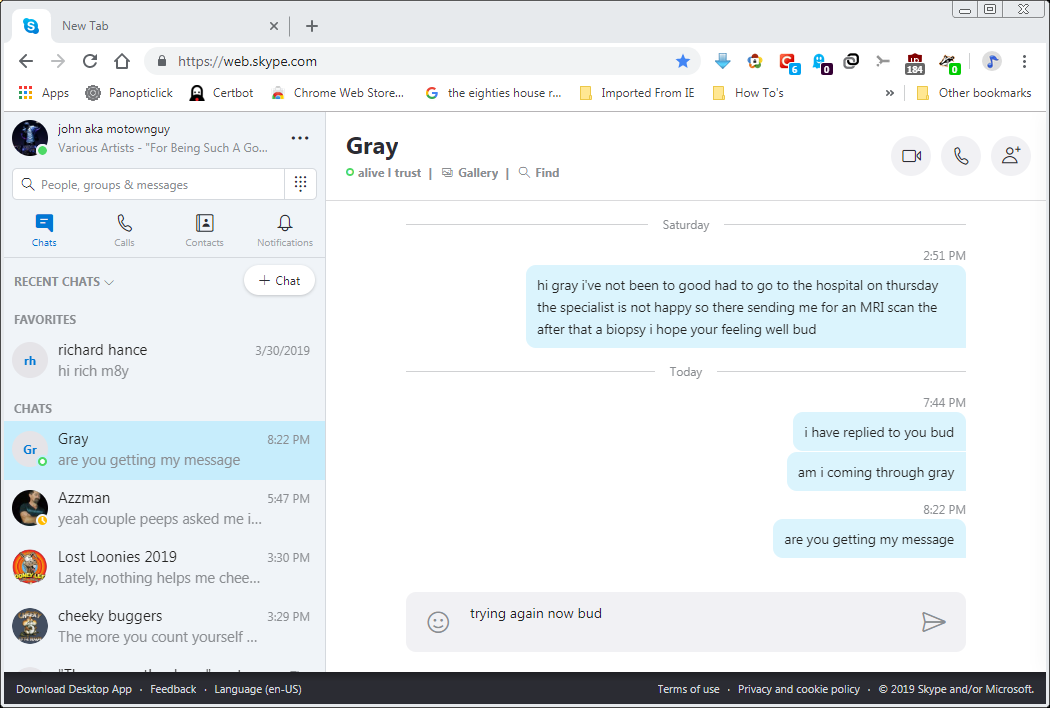 New Tab
https://web.skype.com
6
0
184
0
Apps
Panopticlick
Certbot
Chrome Web Store...
the eighties house r...
Imported From IE
How To's
Other bookmarks
john aka motownguy
Various Artists - "For Being Such A Go...
People, groups & messages
Chats
Calls
Contacts
Notifications
RECENT CHATS
+ Chat
FAVORITES
rh
richard hance
3/30/2019
hi rich m8y
CHATS
Gr
Gray
8:22 PM
are you getting my message
Azzman
5:47 PM
yeah couple peeps asked me i...
Lost Loonies 2019
3:30 PM
Lately, nothing helps me chee...
cheeky buggers
3:29 PM
The more you count yourself ...
Gray
alive I trust | Gallery | Find
Saturday
2:51 PM
hi gray i've not been to good had to go to the hospital on thursday
the specialist is not happy so there sending me for an MRI scan the
after that a biopsy i hope your feeling well bud
Today
7:44 PM
i have replied to you bud
am i coming through gray
8:22 PM
are you getting my message
trying again now bud
Download Desktop App · Feedback · Language (en-US)
Terms of use · Privacy and cookie policy · © 2019 Skype and/or Microsoft.